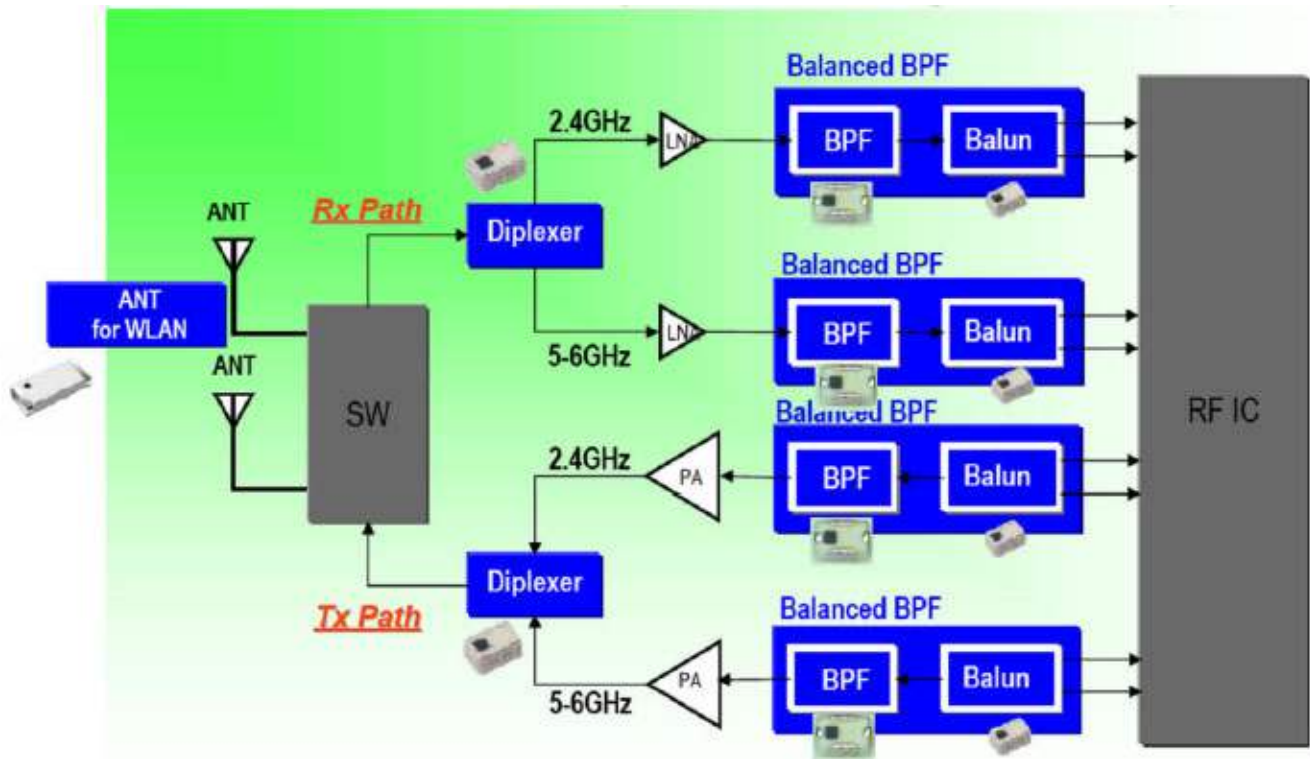 Balanced BPF
2.4GHz
LNA
BPF
Balun
ANT
Rx Path
Diplexer
Balanced BPF
ANT
for WLAN
LNA
BPF
Balun
5-6GHz
ANT
SW
RF IC
Balanced BPF
2.4GHz
PA
BPF
Balun
Diplexer
Tx Path
Balanced BPF
PA
BPF
Balun
5-6GHz